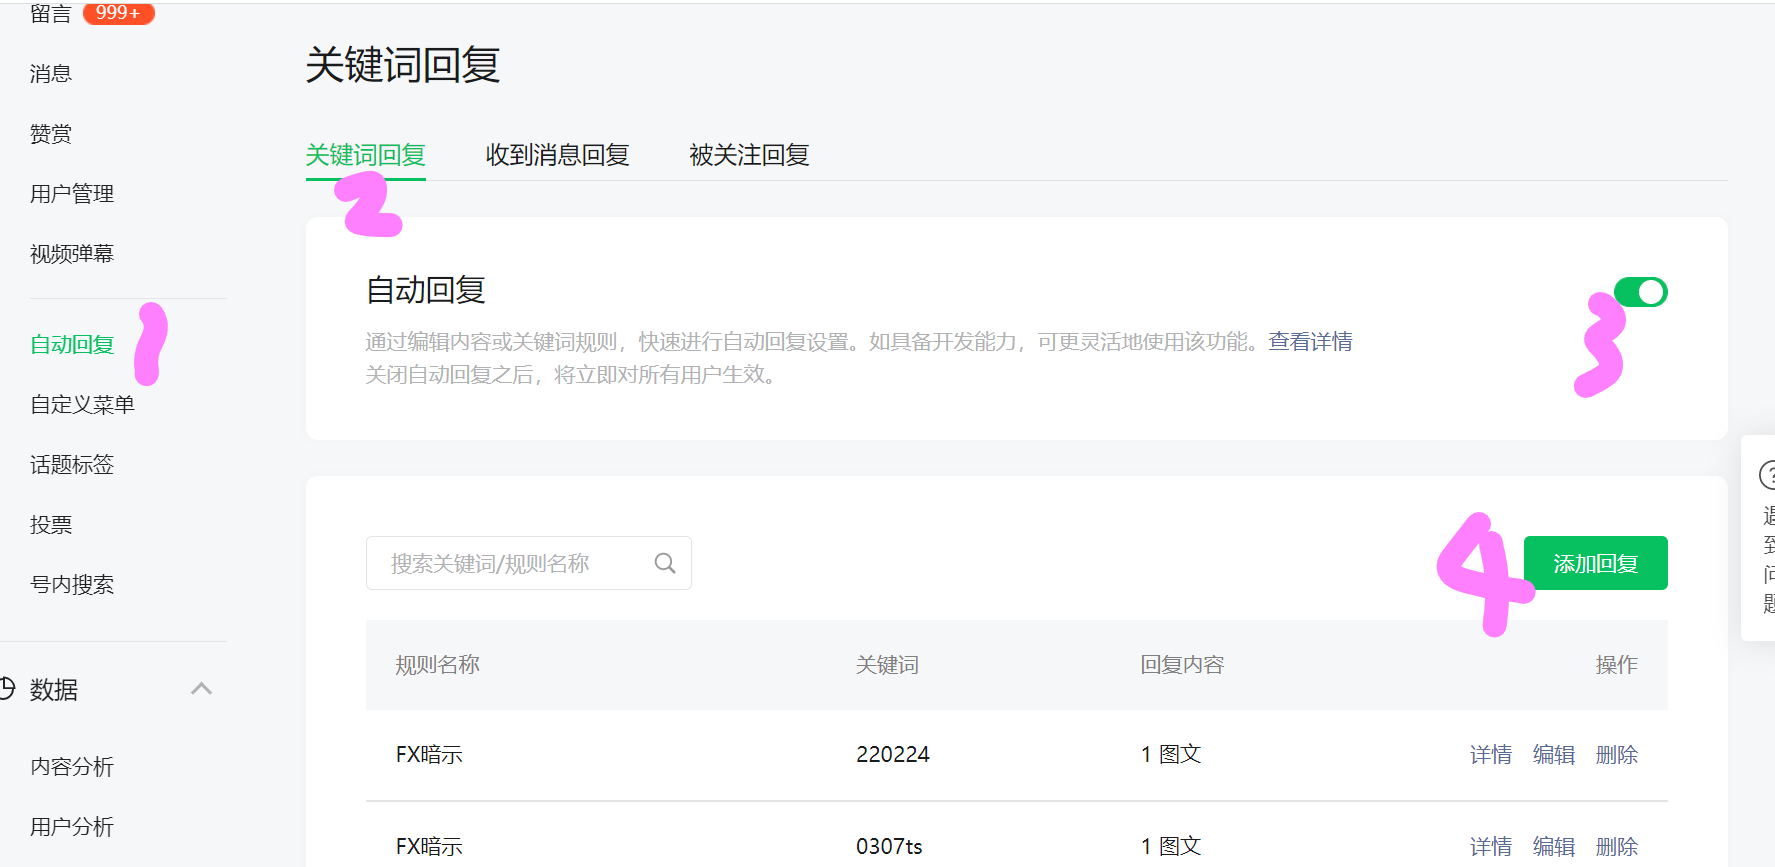 留言 999+
消息
赞赏
用户管理
视频弹幕
自动回复
自定义菜单
话题标签
投票
号内搜索
数据
内容分析
用户分析
1
关键词回复
关键词回复 收到消息回复 被关注回复
2
自动回复
通过编辑内容或关键词规则，快速进行自动回复设置。如具备开发能力，可更灵活地使用该功能。查看详情
关闭自动回复之后，将立即对所有用户生效。
3
搜索关键词/规则名称
4
添加回复
规则名称 关键词 回复内容 操作
FX暗示 220224 1 图文 详情 编辑 删除
FX暗示 0307ts 1 图文 详情 编辑 删除
?
遇
到
问
题